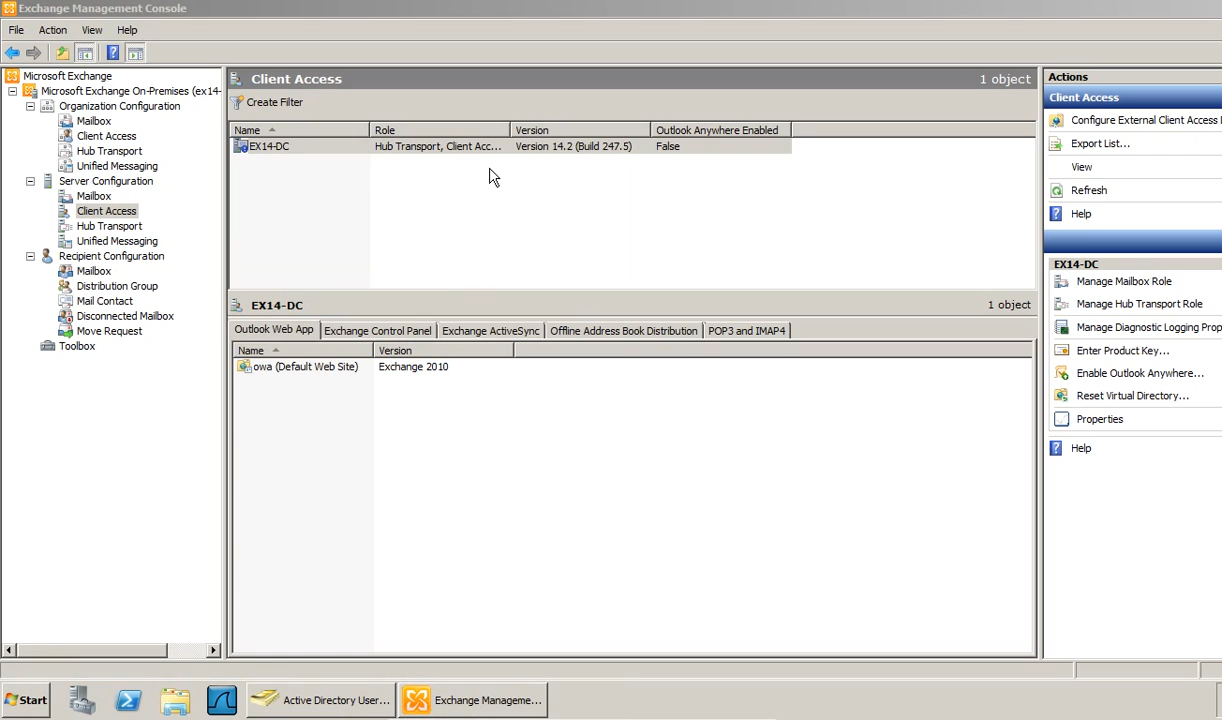 Exchange Management Console
File Action View Help
Microsoft Exchange
Microsoft Exchange On-Premises (ex14-
Organization Configuration
Mailbox
Client Access
Hub Transport
Unified Messaging
Server Configuration
Mailbox
Client Access
Hub Transport
Unified Messaging
Recipient Configuration
Mailbox
Distribution Group
Mail Contact
Disconnected Mailbox
Move Request
Toolbox
Client Access 1 object
Create Filter
Name Role Version Outlook Anywhere Enabled
EX14-DC Hub Transport, Client Acc... Version 14.2 (Build 247.5) False
EX14-DC 1 object
Outlook Web App Exchange Control Panel Exchange ActiveSync Offline Address Book Distribution POP3 and IMAP4
Name Version
owa (Default Web Site) Exchange 2010
Actions
Client Access
Configure External Client Access D
Export List...
View
Refresh
Help
EX14-DC
Manage Mailbox Role
Manage Hub Transport Role
Manage Diagnostic Logging Prop
Enter Product Key...
Enable Outlook Anywhere...
Reset Virtual Directory...
Properties
Help
Start Active Directory User... Exchange Manageme...